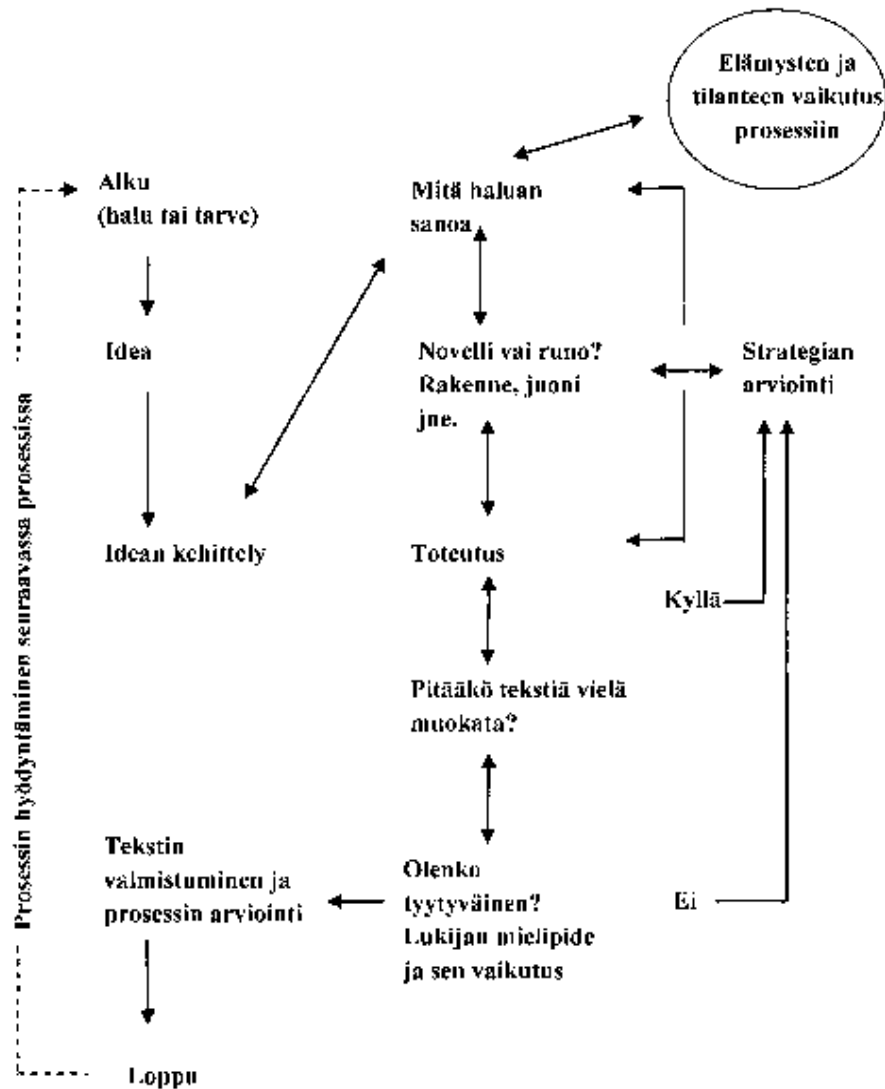 Elämysten ja
tilanteen vaikutus
prosessiin
Alku
(halu tai tarve)
Mitä haluan
sanoa
Idea
Novelli vai runo?
Rakenne, juoni
jne.
Strategian
arviointi
Idean kehittely
Toteutus
Kyllä
Pitääkö tekstiä vielä
muokata?
Tekstin
valmistuminen ja
prosessin arviointi
Olenko
tyytyväinen?
Lukijan mielipide
ja sen vaikutus
Ei
Loppu
Prosessin hyödyntäminen seuraavassa prosessissa